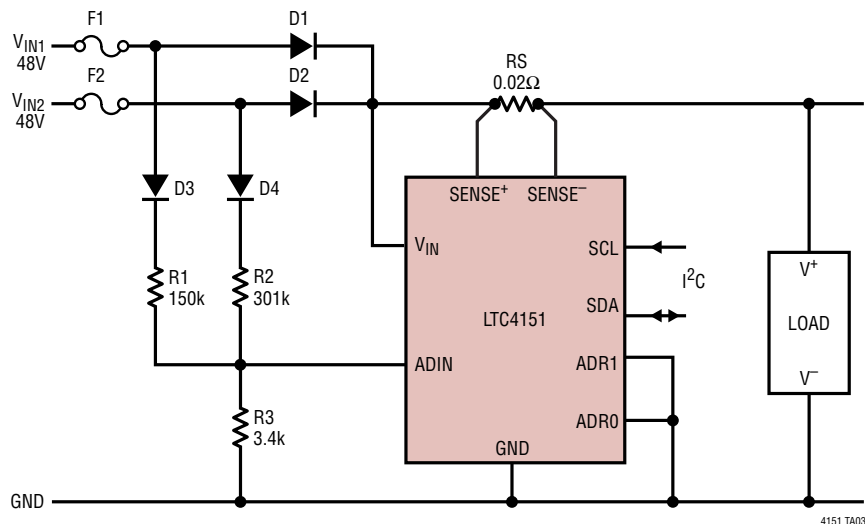 F1
D1
VIN1
48V
F2
D2
RS
0.02Ω
VIN2
48V
D3
D4
SENSE+
SENSE–
VIN
SCL
R1
150k
R2
301k
I2C
V+
SDA
LTC4151
LOAD
ADIN
ADR1
V–
R3
3.4k
ADR0
GND
GND
4151 TA03